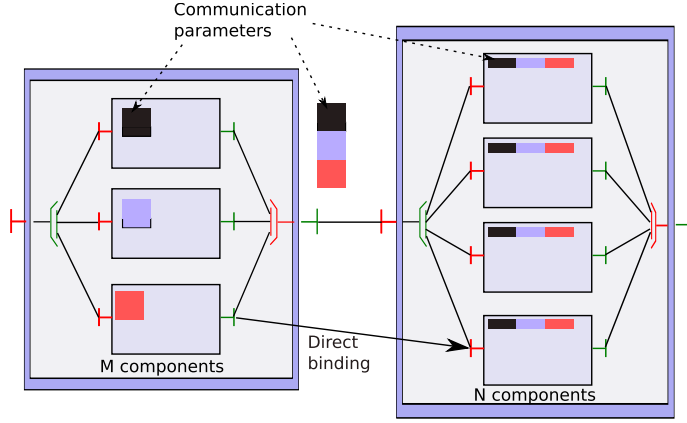 Communication
parameters
Direct
binding
M components
N components